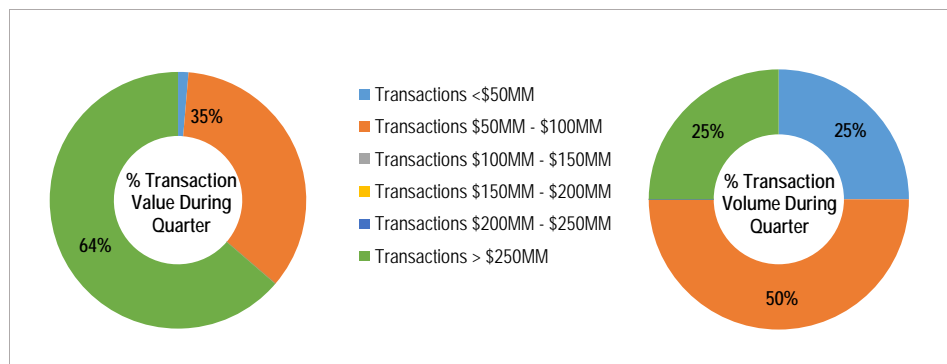 35%
64%
% Transaction
Value During
Quarter
Transactions <$50MM
Transactions $50MM - $100MM
Transactions $100MM - $150MM
Transactions $150MM - $200MM
Transactions $200MM - $250MM
Transactions > $250MM
25%
25%
% Transaction
Volume During
Quarter
50%